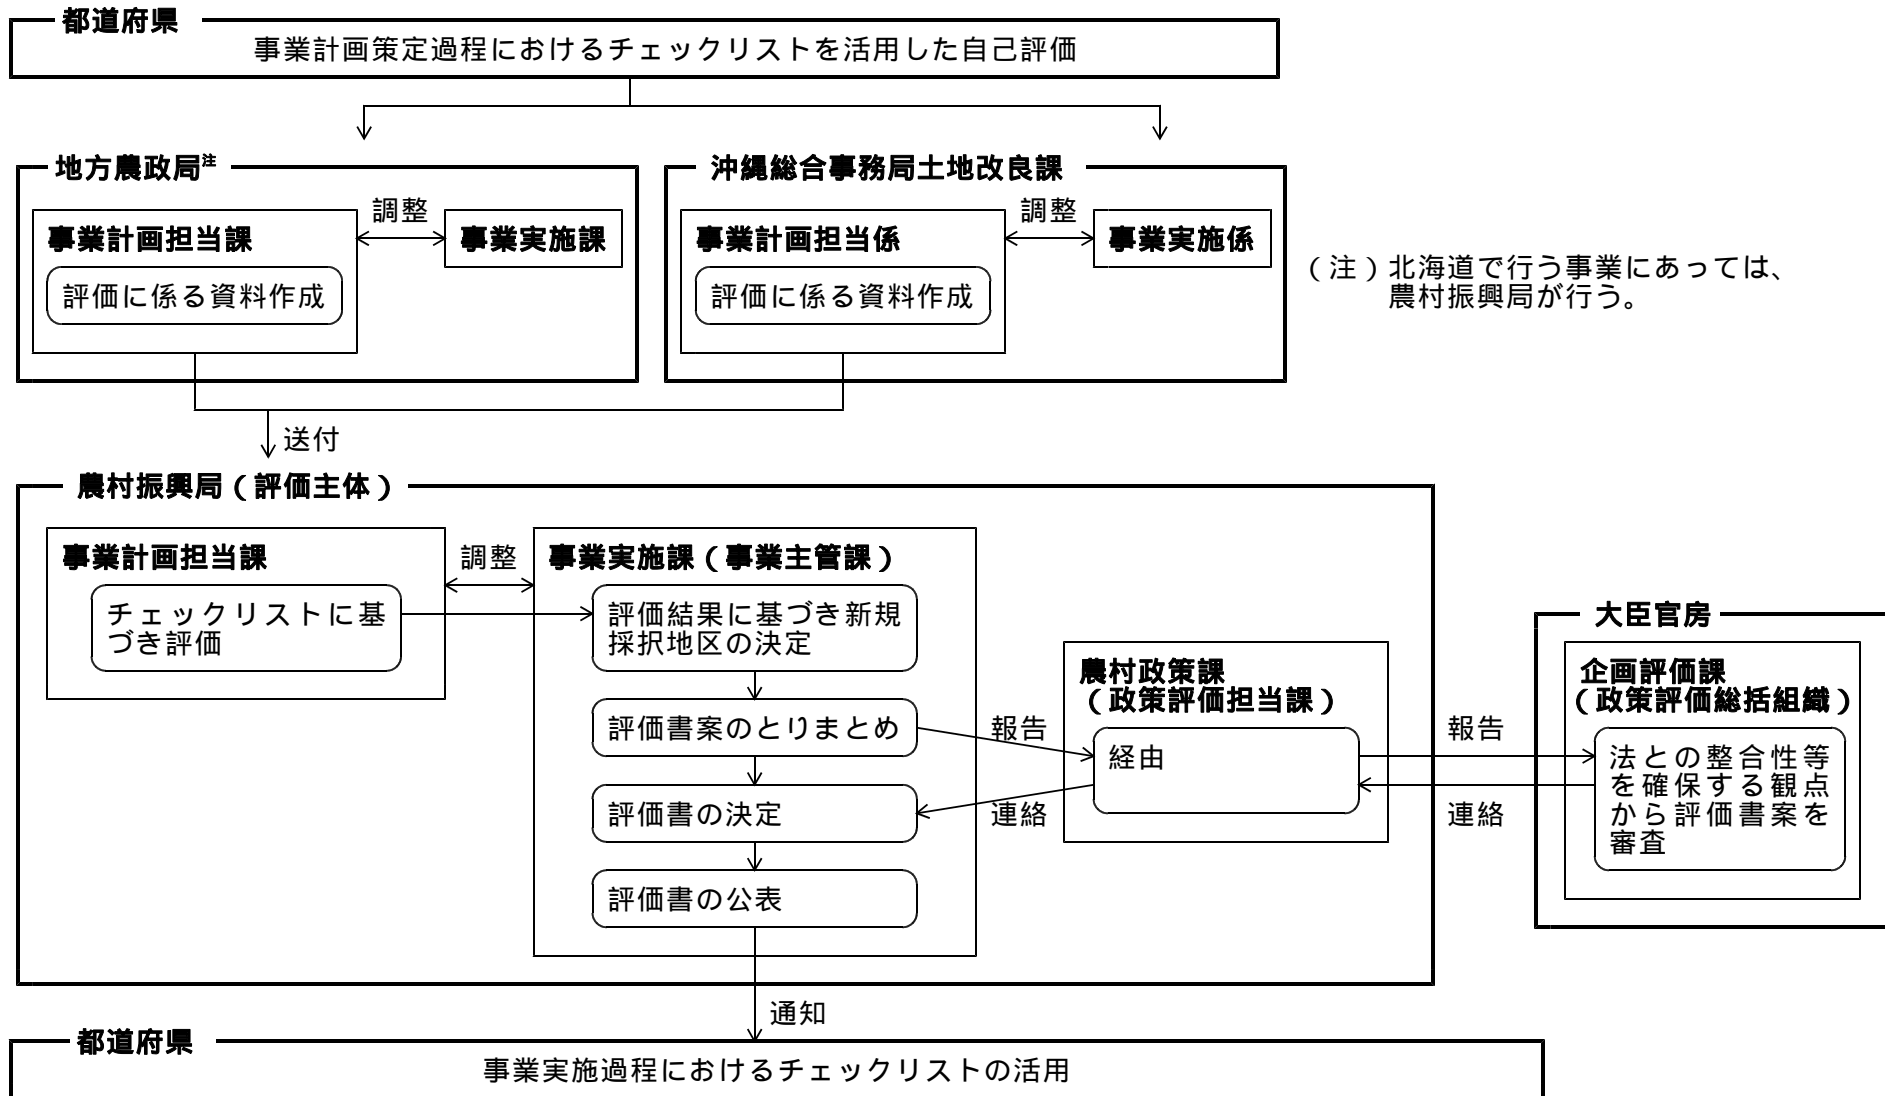 都道府県
事業計画策定過程におけるチェックリストを活用した自己評価
地方農政局注
事業計画担当課
評価に係る資料作成
調整
事業実施課
沖縄総合事務局土地改良課
事業計画担当係
評価に係る資料作成
調整
事業実施係
（注）北海道で行う事業にあっては、
農村振興局が行う。
送付
農村振興局（評価主体）
事業計画担当課
チェックリストに基
づき評価
調整
事業実施課（事業主管課）
評価結果に基づき新規
採択地区の決定
評価書案のとりまとめ
評価書の決定
評価書の公表
報告
連絡
農村政策課
（政策評価担当課）
経由
報告
連絡
大臣官房
企画評価課
（政策評価総括組織）
法との整合性等
を確保する観点
から評価書案を
審査
通知
都道府県
事業実施過程におけるチェックリストの活用